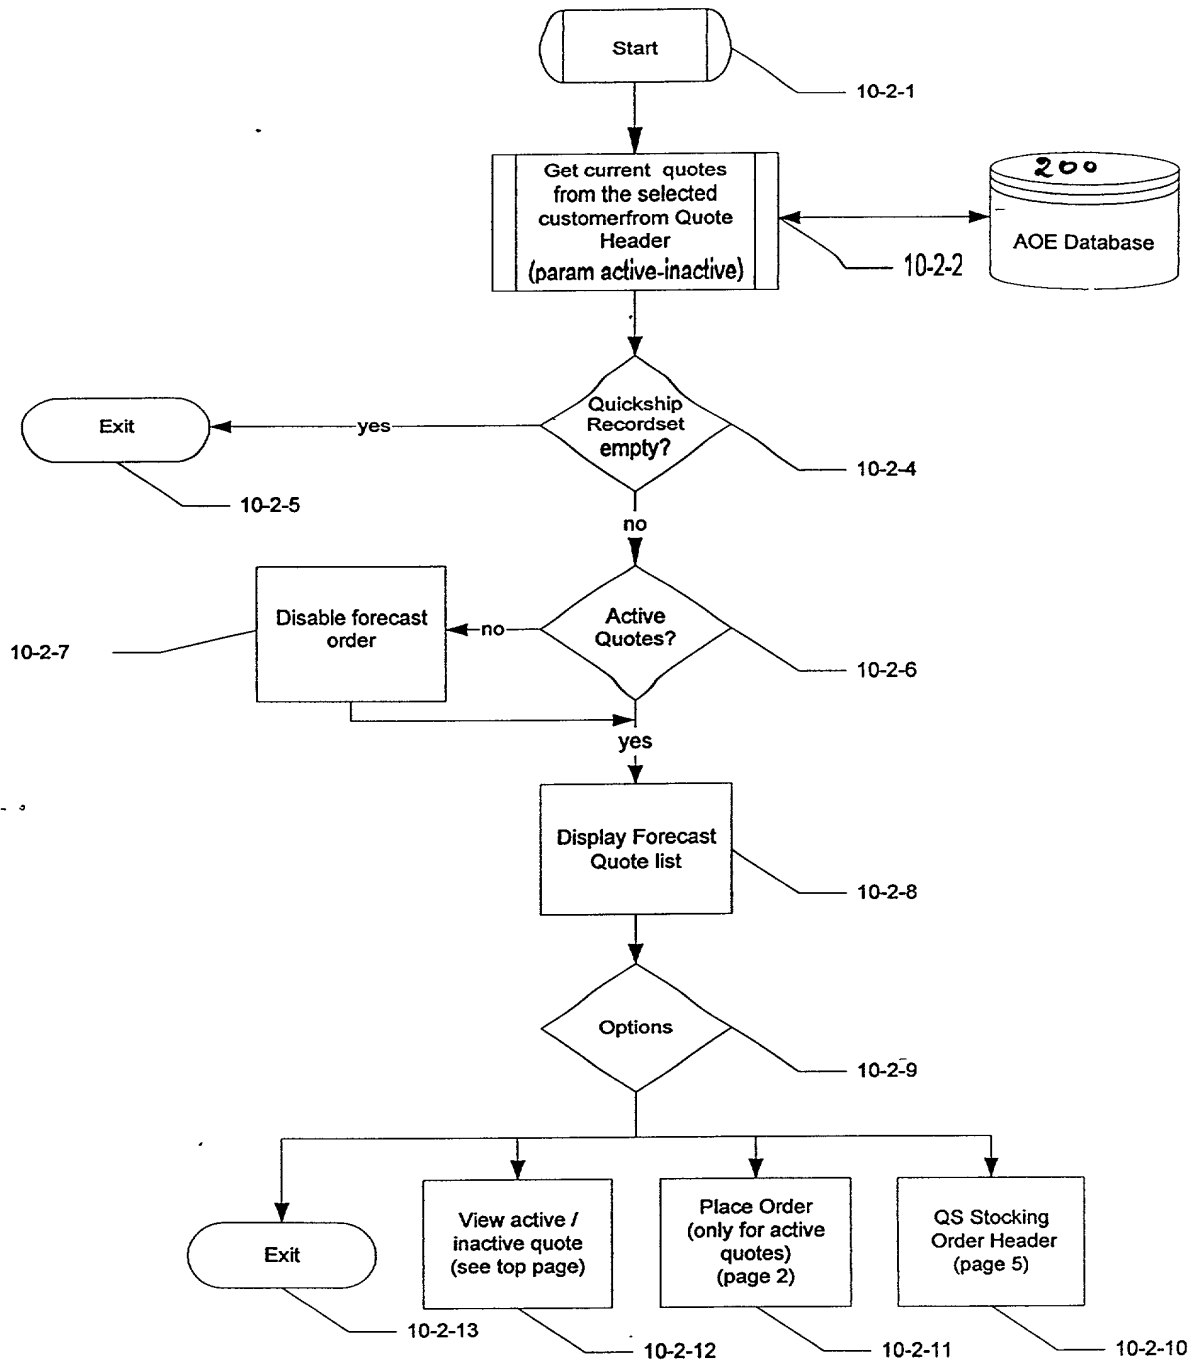 Start
10-2-1
Get current quotes
from the selected
customerfrom Quote
Header
(param active-inactive)
200
AOE Database
10-2-2
Quickship
Recordset
empty?
yes
Exit
10-2-4
10-2-5
no
Active
Quotes?
no
Disable forecast
order
10-2-7
10-2-6
yes
Display Forecast
Quote list
10-2-8
Options
10-2-9
Exit
View active /
inactive quote
(see top page)
Place Order
(only for active
quotes)
(page 2)
QS Stocking
Order Header
(page 5)
10-2-13
10-2-12
10-2-11
10-2-10